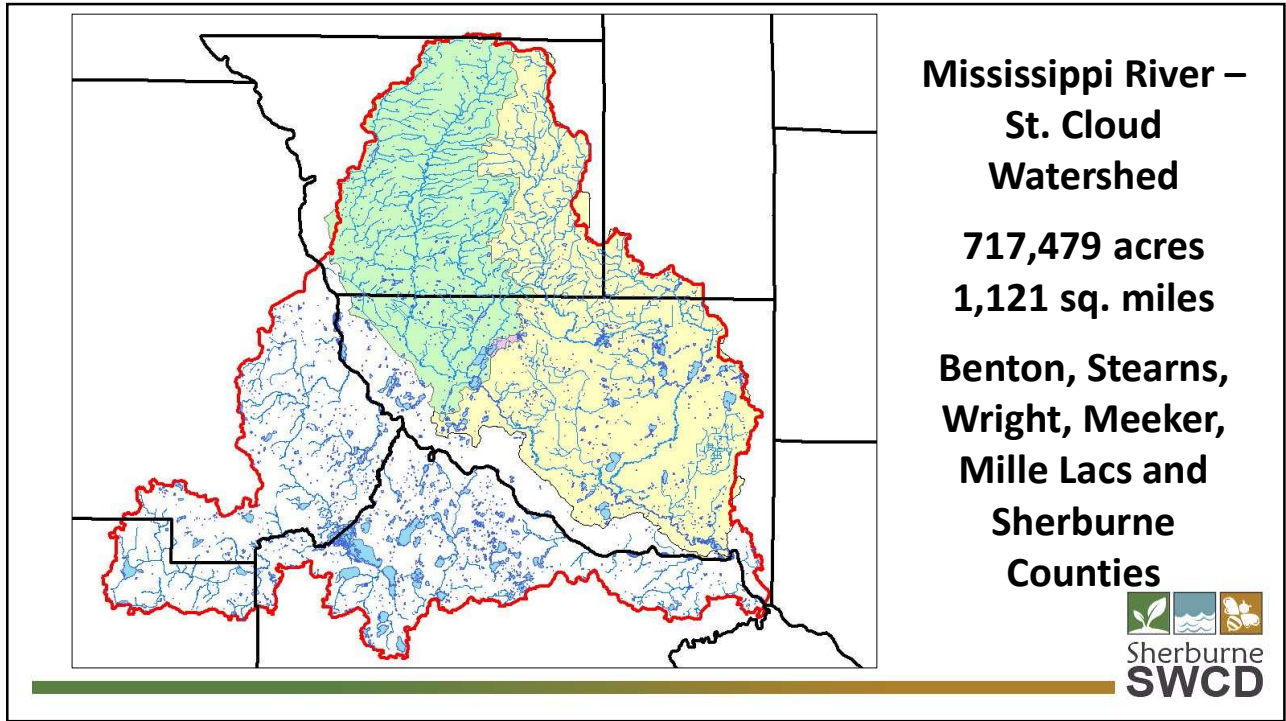 Mississippi River –
St. Cloud
Watershed
717,479 acres
1,121 sq. miles
Benton, Stearns,
Wright, Meeker,
Mille Lacs and
Sherburne
Counties
Sherburne
SWCD